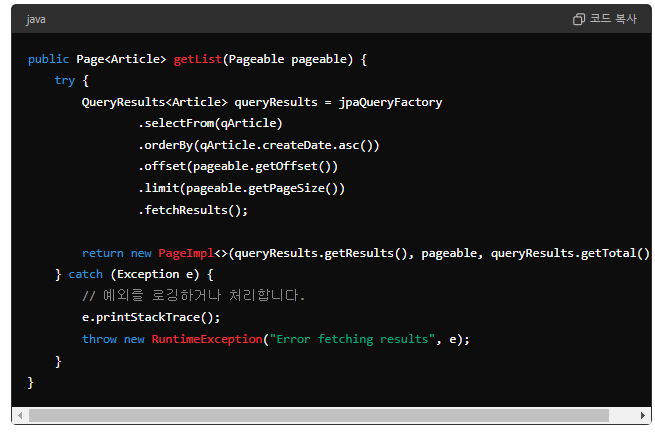 java
코드 복사
public Page<Article> getList(Pageable pageable) {
    try {
        QueryResults<Article> queryResults = jpaQueryFactory
                .selectFrom(qArticle)
                .orderBy(qArticle.createDate.asc())
                .offset(pageable.getOffset())
                .limit(pageable.getPageSize())
                .fetchResults();
        return new PageImpl<>(queryResults.getResults(), pageable, queryResults.getTotal()
    } catch (Exception e) {
        // 예외를 로깅하거나 처리합니다.
        e.printStackTrace();
        throw new RuntimeException("Error fetching results", e);
    }
}